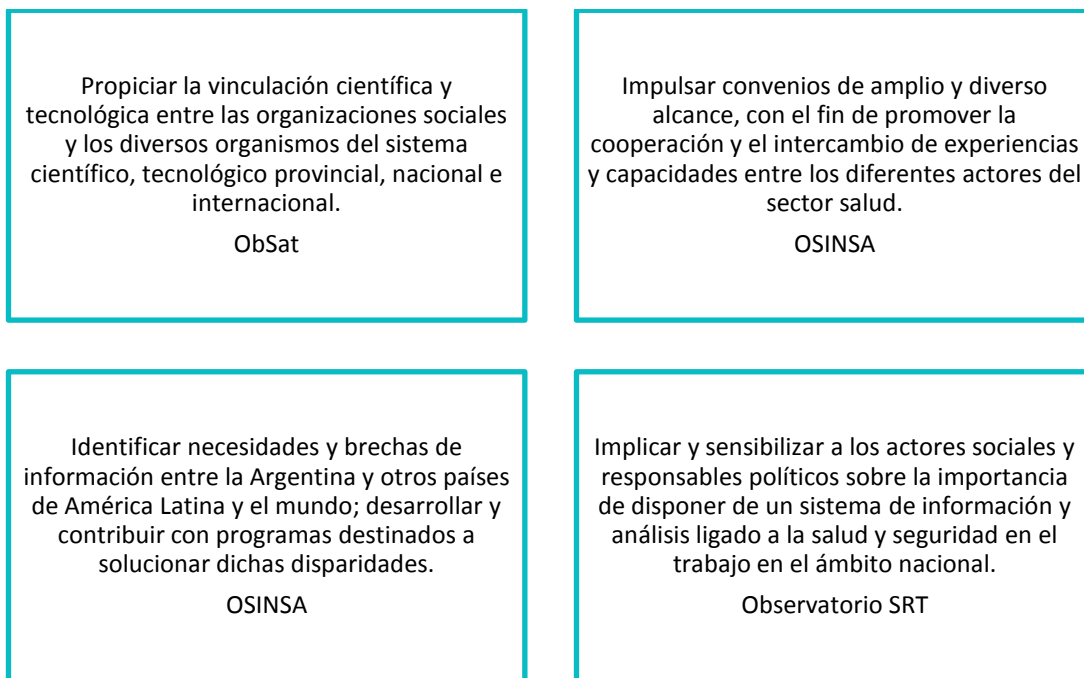 Propiciar la vinculación científica y
tecnológica entre las organizaciones sociales
y los diversos organismos del sistema
científico, tecnológico provincial, nacional e
internacional.
ObSat
Impulsar convenios de amplio y diverso
alcance, con el fin de promover la
cooperación y el intercambio de experiencias
y capacidades entre los diferentes actores del
sector salud.
OSINSA
Identificar necesidades y brechas de
información entre la Argentina y otros países
de América Latina y el mundo; desarrollar y
contribuir con programas destinados a
solucionar dichas disparidades.
OSINSA
Implicar y sensibilizar a los actores sociales y
responsables políticos sobre la importancia
de disponer de un sistema de información y
análisis ligado a la salud y seguridad en el
trabajo en el ámbito nacional.
Observatorio SRT